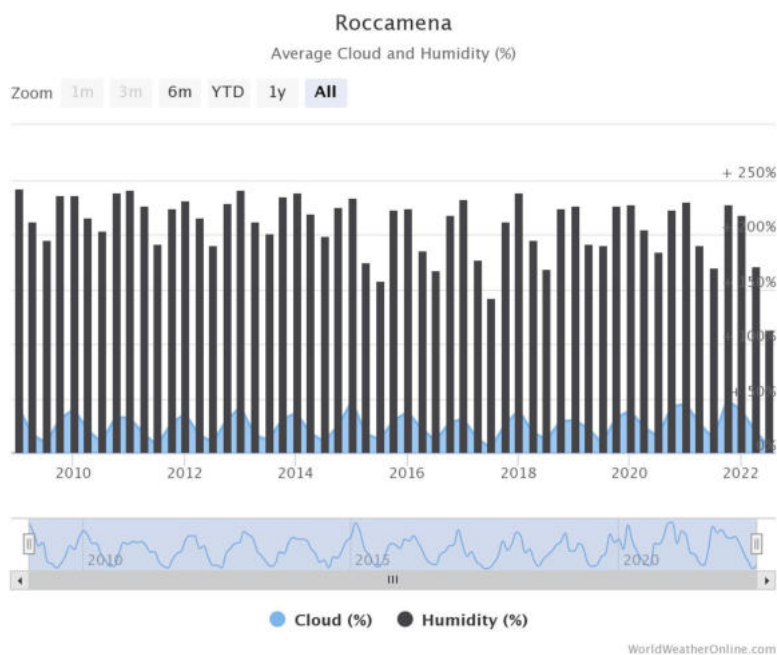 Roccamena
Average Cloud and Humidity (%)
Zoom 1m 3m 6m YTD 1y All
+ 250%
2010 2012 2014 2016 2018 2020 2022
2010 2015 2020
Cloud (%) Humidity (%)
WorldWeatherOnline.com